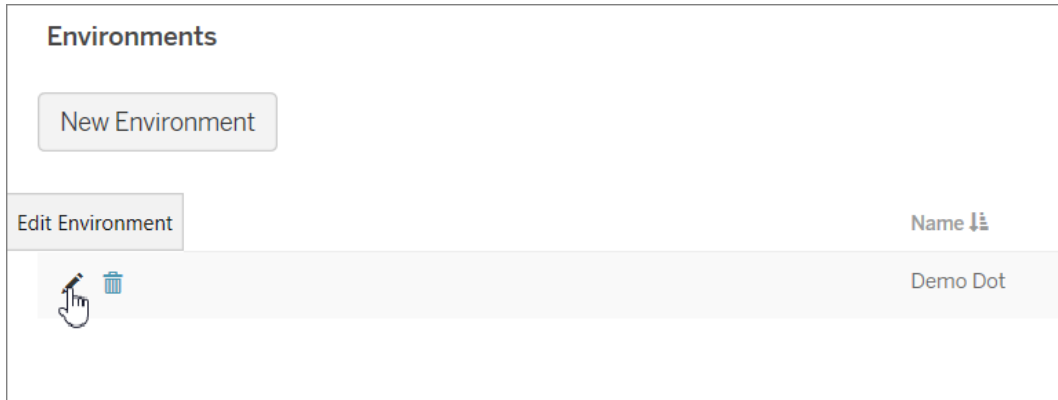 Environments
New Environment
Edit Environment
Name
Demo Dot